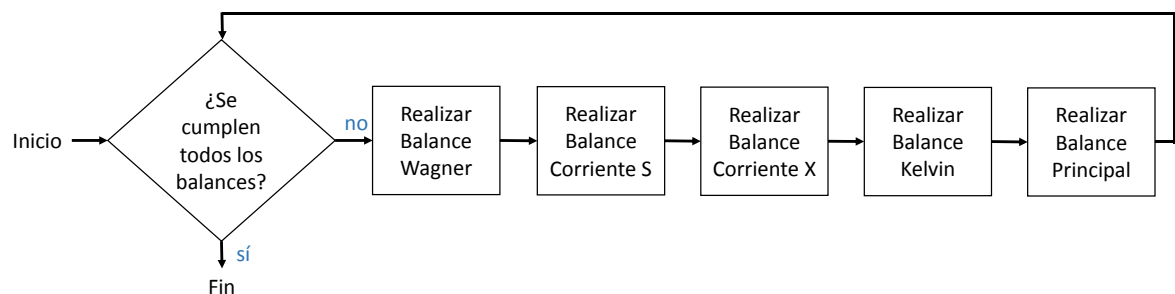 Inicio
¿Se
cumplen
todos los
balances?
no
sí
Fin
Realizar
Balance
Wagner
Realizar
Balance
Corriente S
Realizar
Balance
Corriente X
Realizar
Balance
Kelvin
Realizar
Balance
Principal